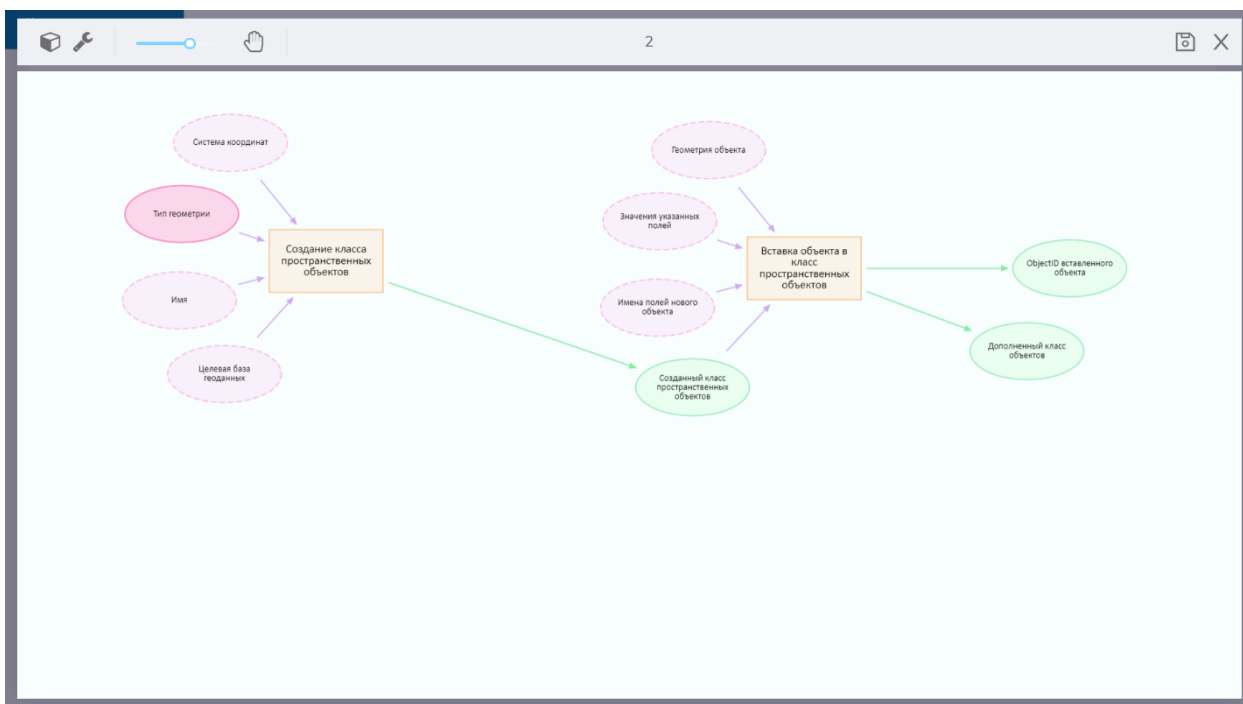 2
Система координат
Тип геометрии
Имя
Целевая база
геоданных
Создание класса
пространственных
объектов
Геометрия объекта
Значения указанных
полей
Имена полей нового
объекта
Созданный класс
пространственных
объектов
Вставка объекта в
класс
пространственных
объектов
ObjectID вставленного
объекта
Дополненный класс
объектов